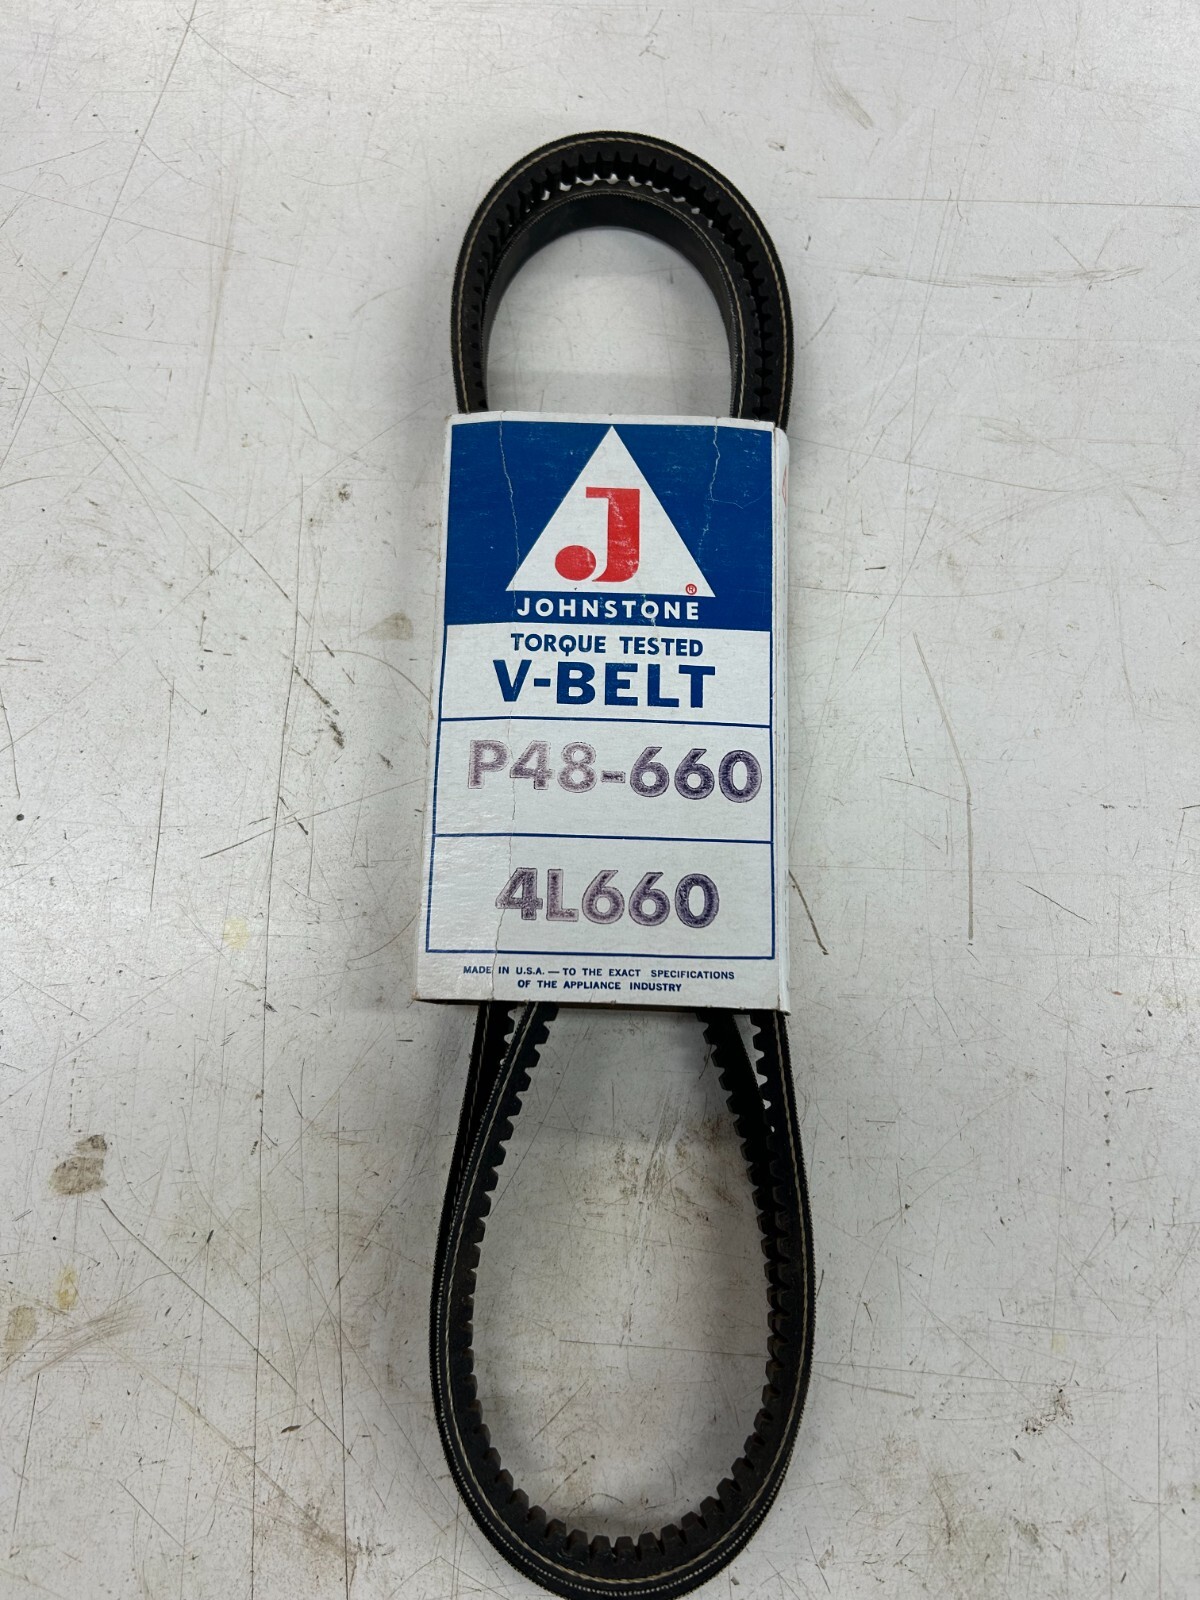 J
®
JOHNSTONE
TORQUE TESTED
V-BELT
P48-660
4L660
MADE IN U.S.A. — TO THE EXACT SPECIFICATIONS
OF THE APPLIANCE INDUSTRY